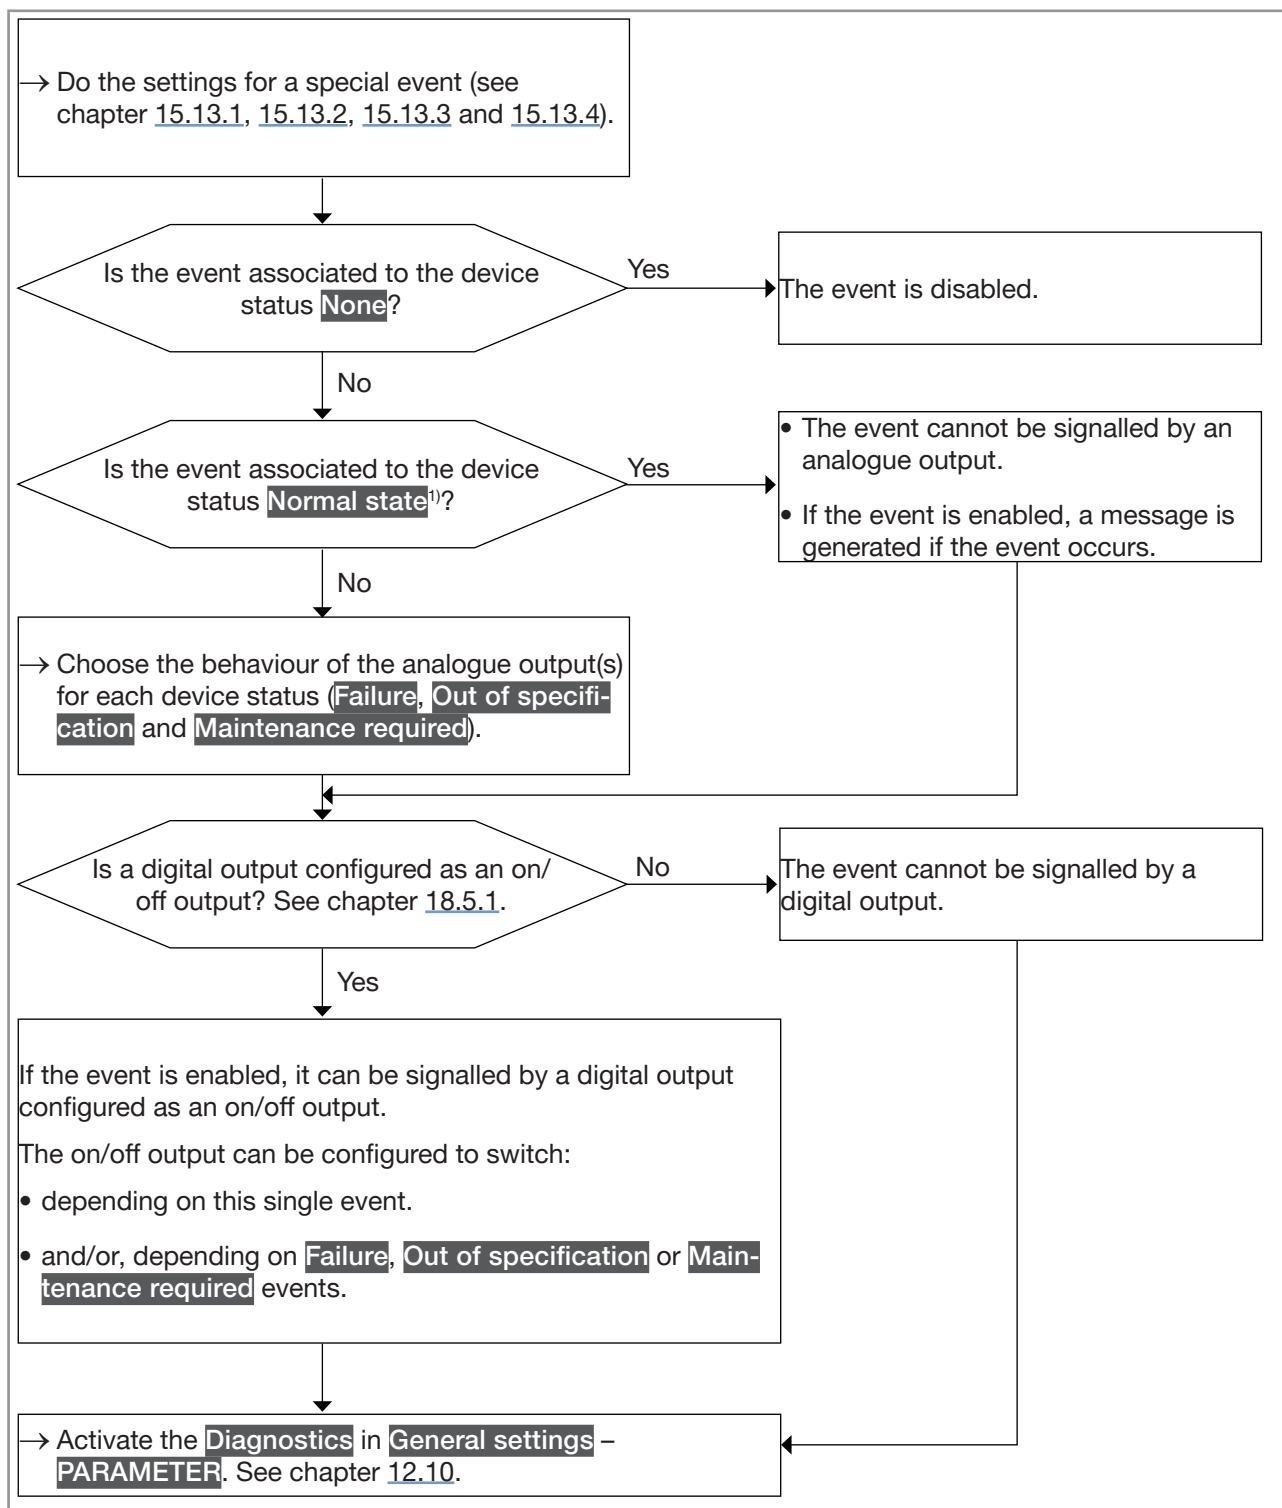 → Do the settings for a special event (see
chapter 15.13.1, 15.13.2, 15.13.3 and 15.13.4).
Is the event associated to the device
status None?
Yes
The event is disabled.
No
Is the event associated to the device
status Normal state1)?
Yes
• The event cannot be signalled by an
analogue output.
• If the event is enabled, a message is
generated if the event occurs.
No
→ Choose the behaviour of the analogue output(s)
for each device status (Failure, Out of specifi-
cation and Maintenance required).
Is a digital output configured as an on/
off output? See chapter 18.5.1.
No
The event cannot be signalled by a
digital output.
Yes
If the event is enabled, it can be signalled by a digital output
configured as an on/off output.
The on/off output can be configured to switch:
• depending on this single event.
• and/or, depending on Failure, Out of specification or Main-
tenance required events.
→ Activate the Diagnostics in General settings –
PARAMETER. See chapter 12.10.